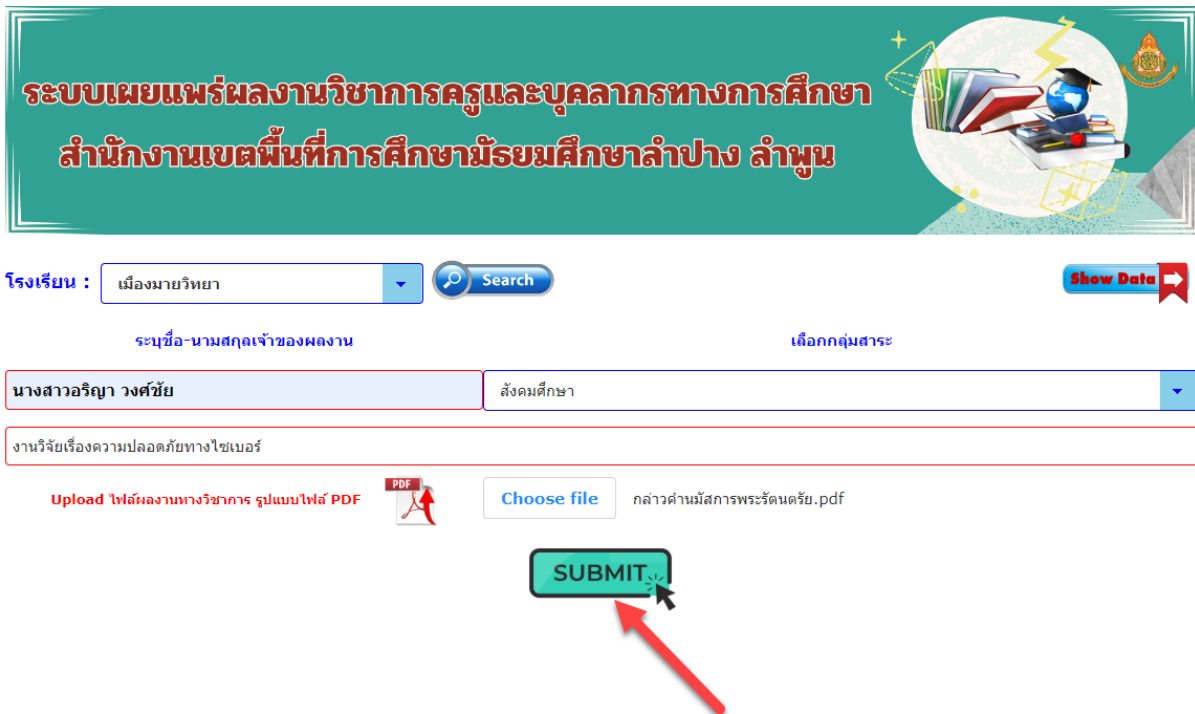 ระบบเผยแพร่ผลงานวิชาการครูและบุคลากรทางการศึกษา
สำนักงานเขตพื้นที่การศึกษามัธยมศึกษาลำปาง ลำพูน
โรงเรียน : เมืองมายวิทยา Search Show Data
ระบุชื่อ-นามสกุลเจ้าของผลงาน เลือกกลุ่มสาระ
นางสาวอริญา วงศ์ชัย สังคมศึกษา
งานวิจัยเรื่องความปลอดภัยทางไซเบอร์
Upload ไฟล์ผลงานทางวิชาการ รูปแบบไฟล์ PDF PDF Choose file กล่าวคำนมัสการพระรัตนตรัย.pdf
SUBMIT